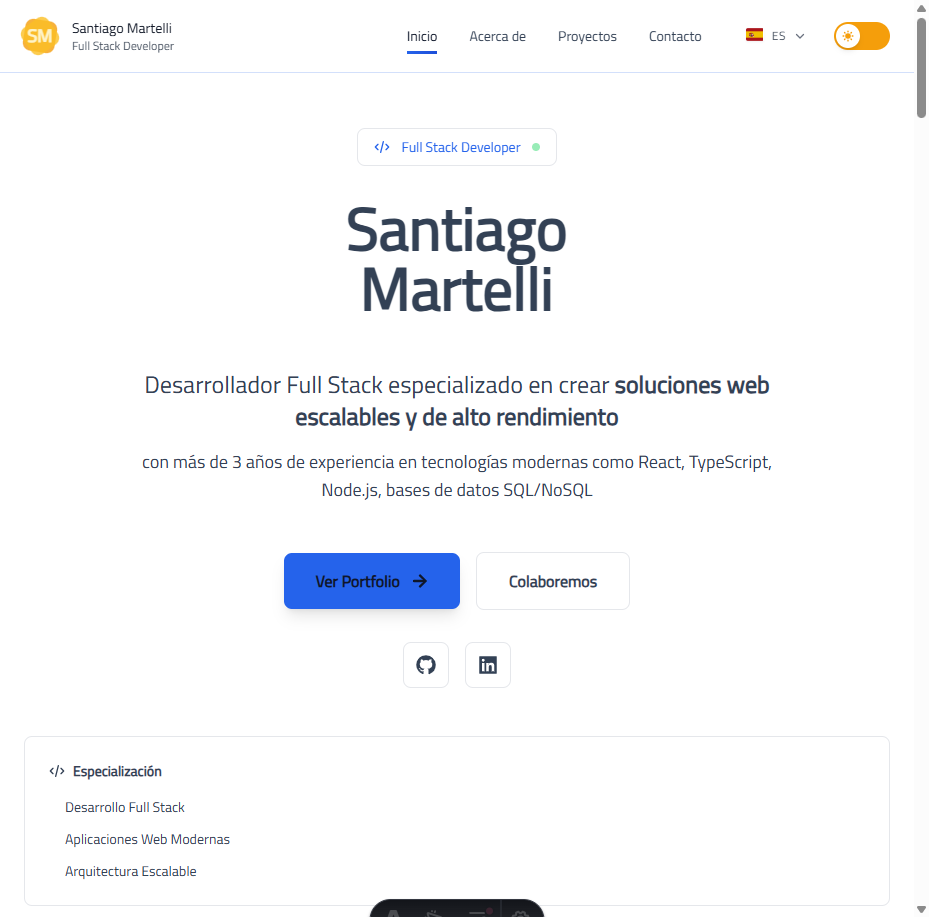 SM
Santiago Martelli
Full Stack Developer
Inicio
Acerca de
Proyectos
Contacto
ES
</> Full Stack Developer
Santiago
Martelli
Desarrollador Full Stack especializado en crear soluciones web
escalables y de alto rendimiento
con más de 3 años de experiencia en tecnologías modernas como React, TypeScript,
Node.js, bases de datos SQL/NoSQL
Ver Portfolio
Colaboremos
in
</> Especialización
Desarrollo Full Stack
Aplicaciones Web Modernas
Arquitectura Escalable